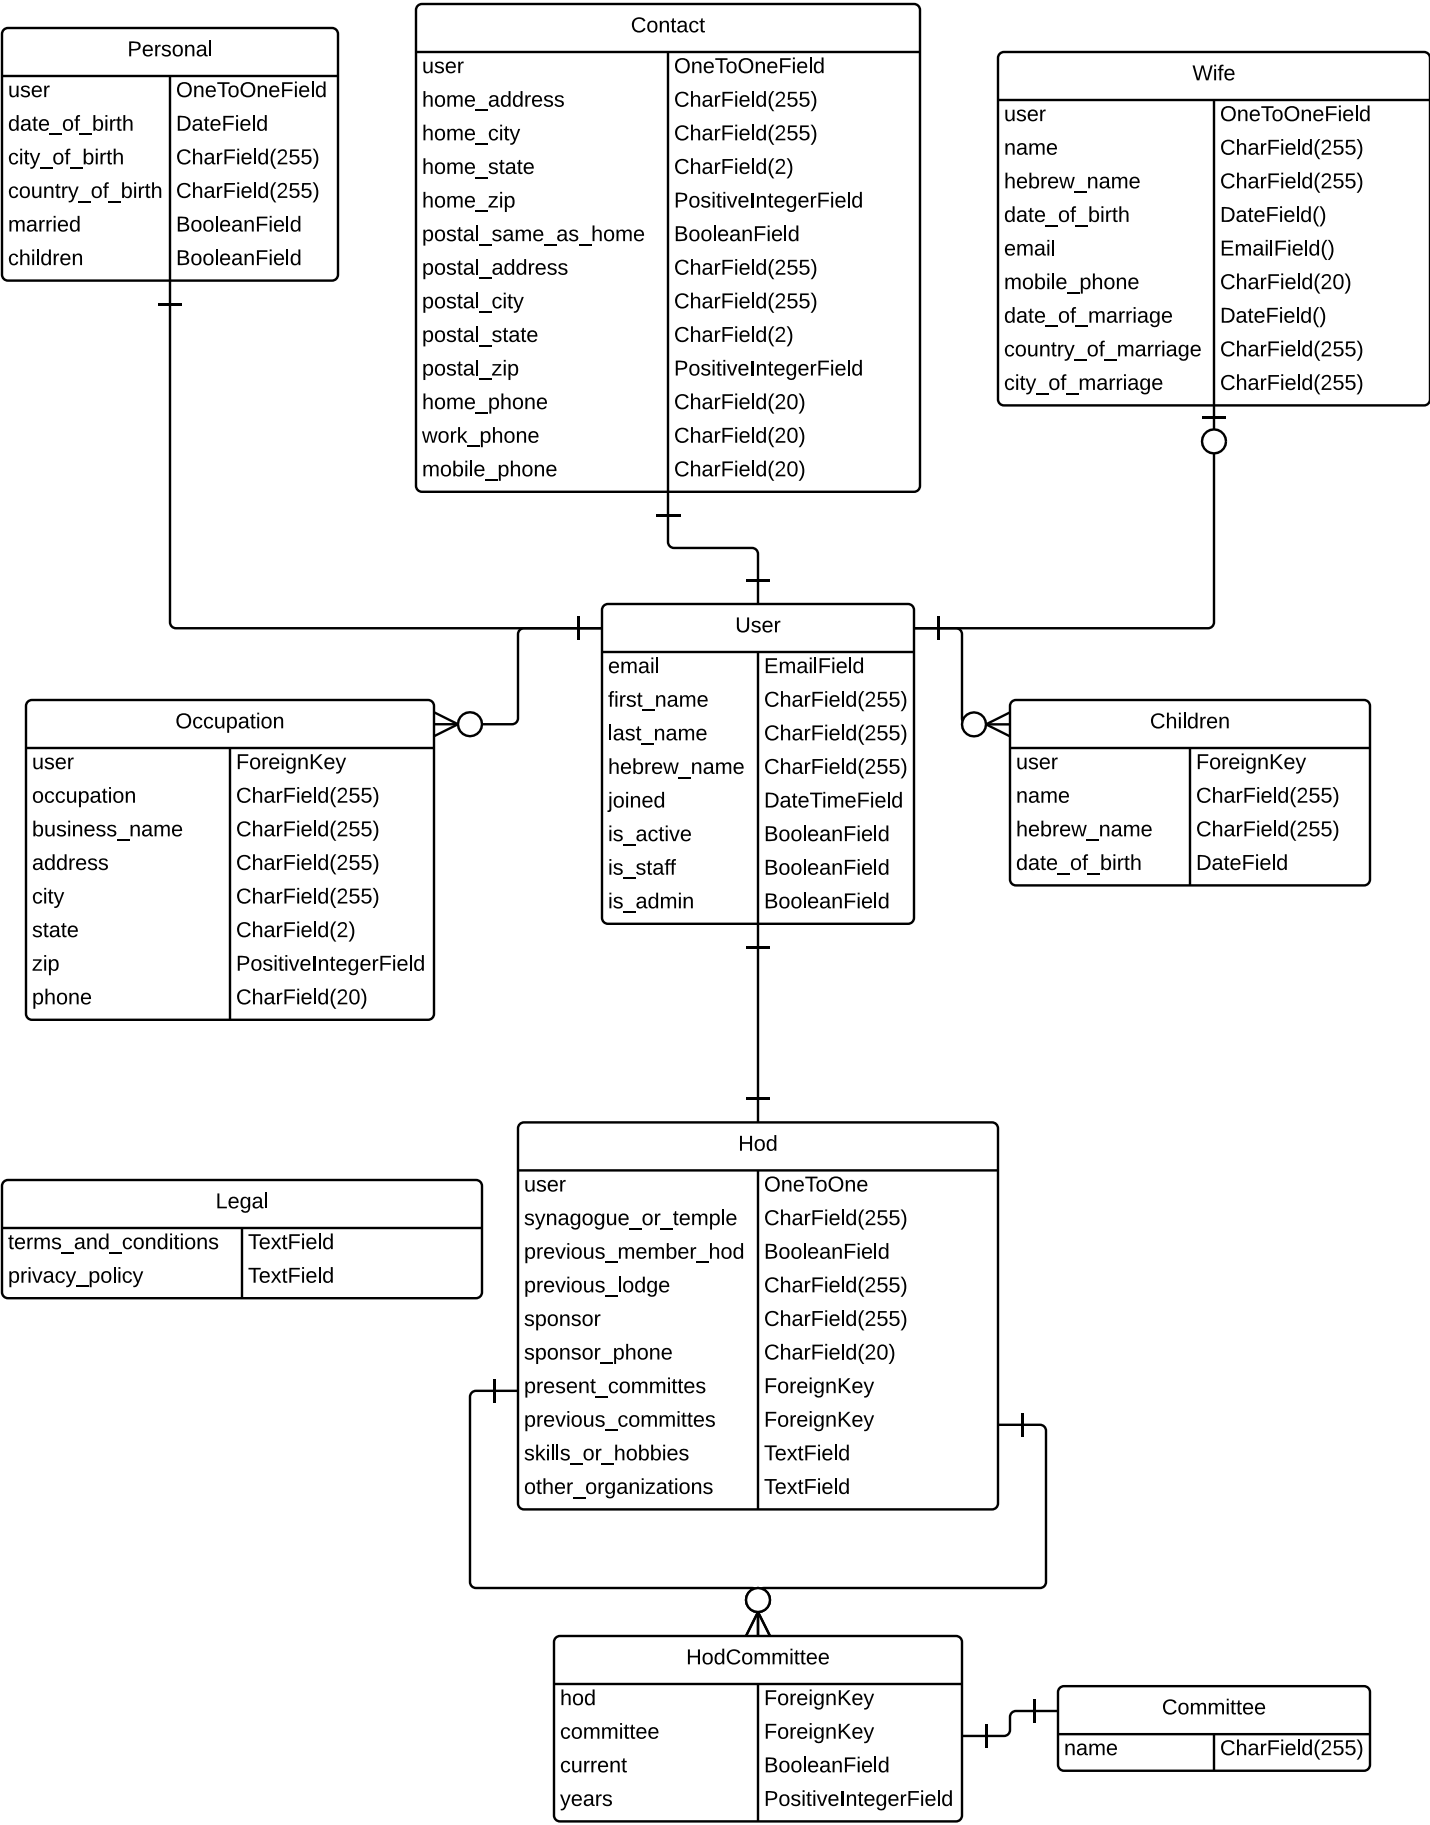 Personal
user OneToOneField
date_of_birth DateField
city_of_birth CharField(255)
country_of_birth CharField(255)
married BooleanField
children BooleanField
Contact
user OneToOneField
home_address CharField(255)
home_city CharField(255)
home_state CharField(2)
home_zip PositiveIntegerField
postal_same_as_home BooleanField
postal_address CharField(255)
postal_city CharField(255)
postal_state CharField(2)
postal_zip PositiveIntegerField
home_phone CharField(20)
work_phone CharField(20)
mobile_phone CharField(20)
Wife
user OneToOneField
name CharField(255)
hebrew_name CharField(255)
date_of_birth DateField()
email EmailField()
mobile_phone CharField(20)
date_of_marriage DateField()
country_of_marriage CharField(255)
city_of_marriage CharField(255)
User
email EmailField
first_name CharField(255)
last_name CharField(255)
hebrew_name CharField(255)
joined DateTimeField
is_active BooleanField
is_staff BooleanField
is_admin BooleanField
Occupation
user ForeignKey
occupation CharField(255)
business_name CharField(255)
address CharField(255)
city CharField(255)
state CharField(2)
zip PositiveIntegerField
phone CharField(20)
Children
user ForeignKey
name CharField(255)
hebrew_name CharField(255)
date_of_birth DateField
Hod
user OneToOne
synagogue_or_temple CharField(255)
previous_member_hod BooleanField
previous_lodge CharField(255)
sponsor CharField(255)
sponsor_phone CharField(20)
present_committes ForeignKey
previous_committes ForeignKey
skills_or_hobbies TextField
other_organizations TextField
Legal
terms_and_conditions TextField
privacy_policy TextField
HodCommittee
hod ForeignKey
committee ForeignKey
current BooleanField
years PositiveIntegerField
Committee
name CharField(255)